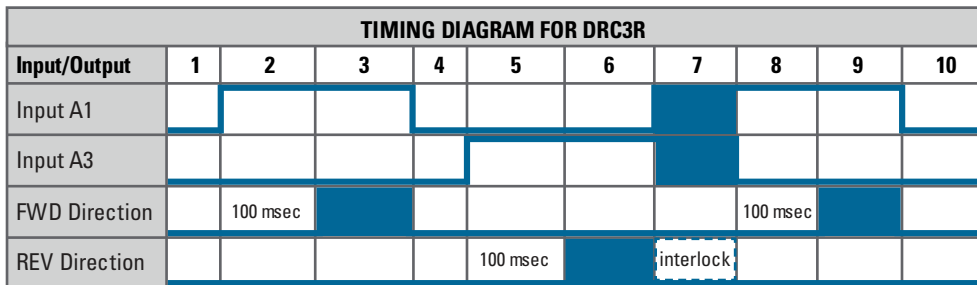 TIMING DIAGRAM FOR DRC3R
Input/Output 1 2 3 4 5 6 7 8 9 10
Input A1
Input A3
FWD Direction 100 msec 100 msec
REV Direction 100 msec interlock